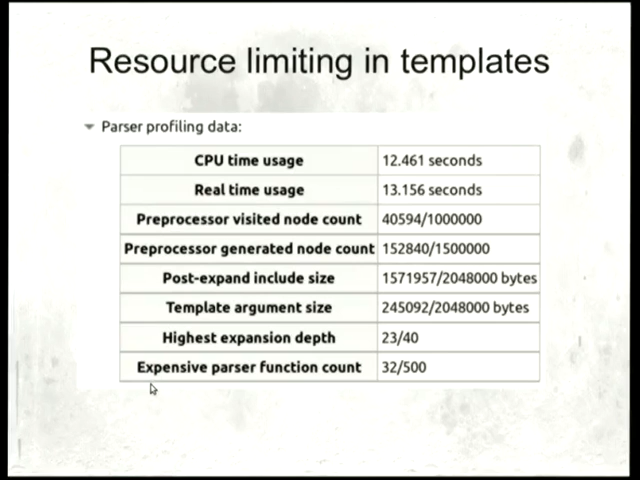 Resource limiting in templates
Parser profiling data:
CPU time usage 12.461 seconds
Real time usage 13.156 seconds
Preprocessor visited node count 40594/1000000
Preprocessor generated node count 152840/1500000
Post-expand include size 1571957/2048000 bytes
Template argument size 245092/2048000 bytes
Highest expansion depth 23/40
Expensive parser function count 32/500